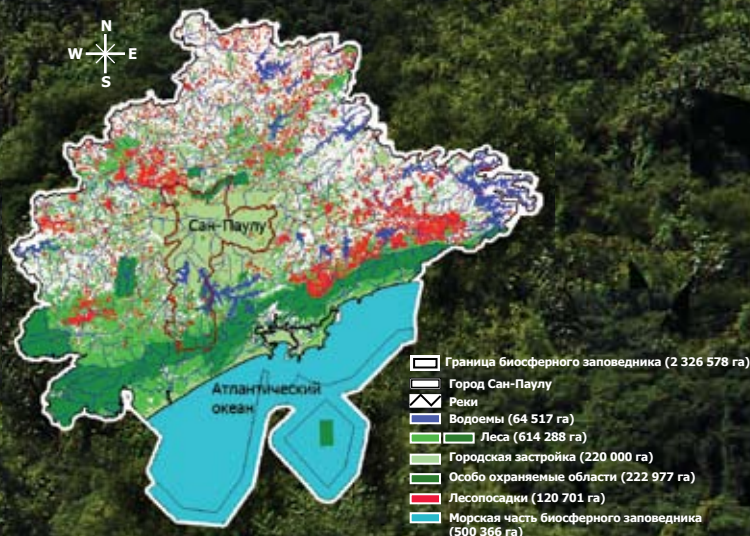 N
W E
S
Сан-Паулу
Атлантический
океан
Граница биосферного заповедника (2 326 578 га)
Город Сан-Паулу
Реки
Водоемы (64 517 га)
Леса (614 288 га)
Городская застройка (220 000 га)
Особо охраняемые области (222 977 га)
Лесопосадки (120 701 га)
Морская часть биосферного заповедника
(500 366 га)